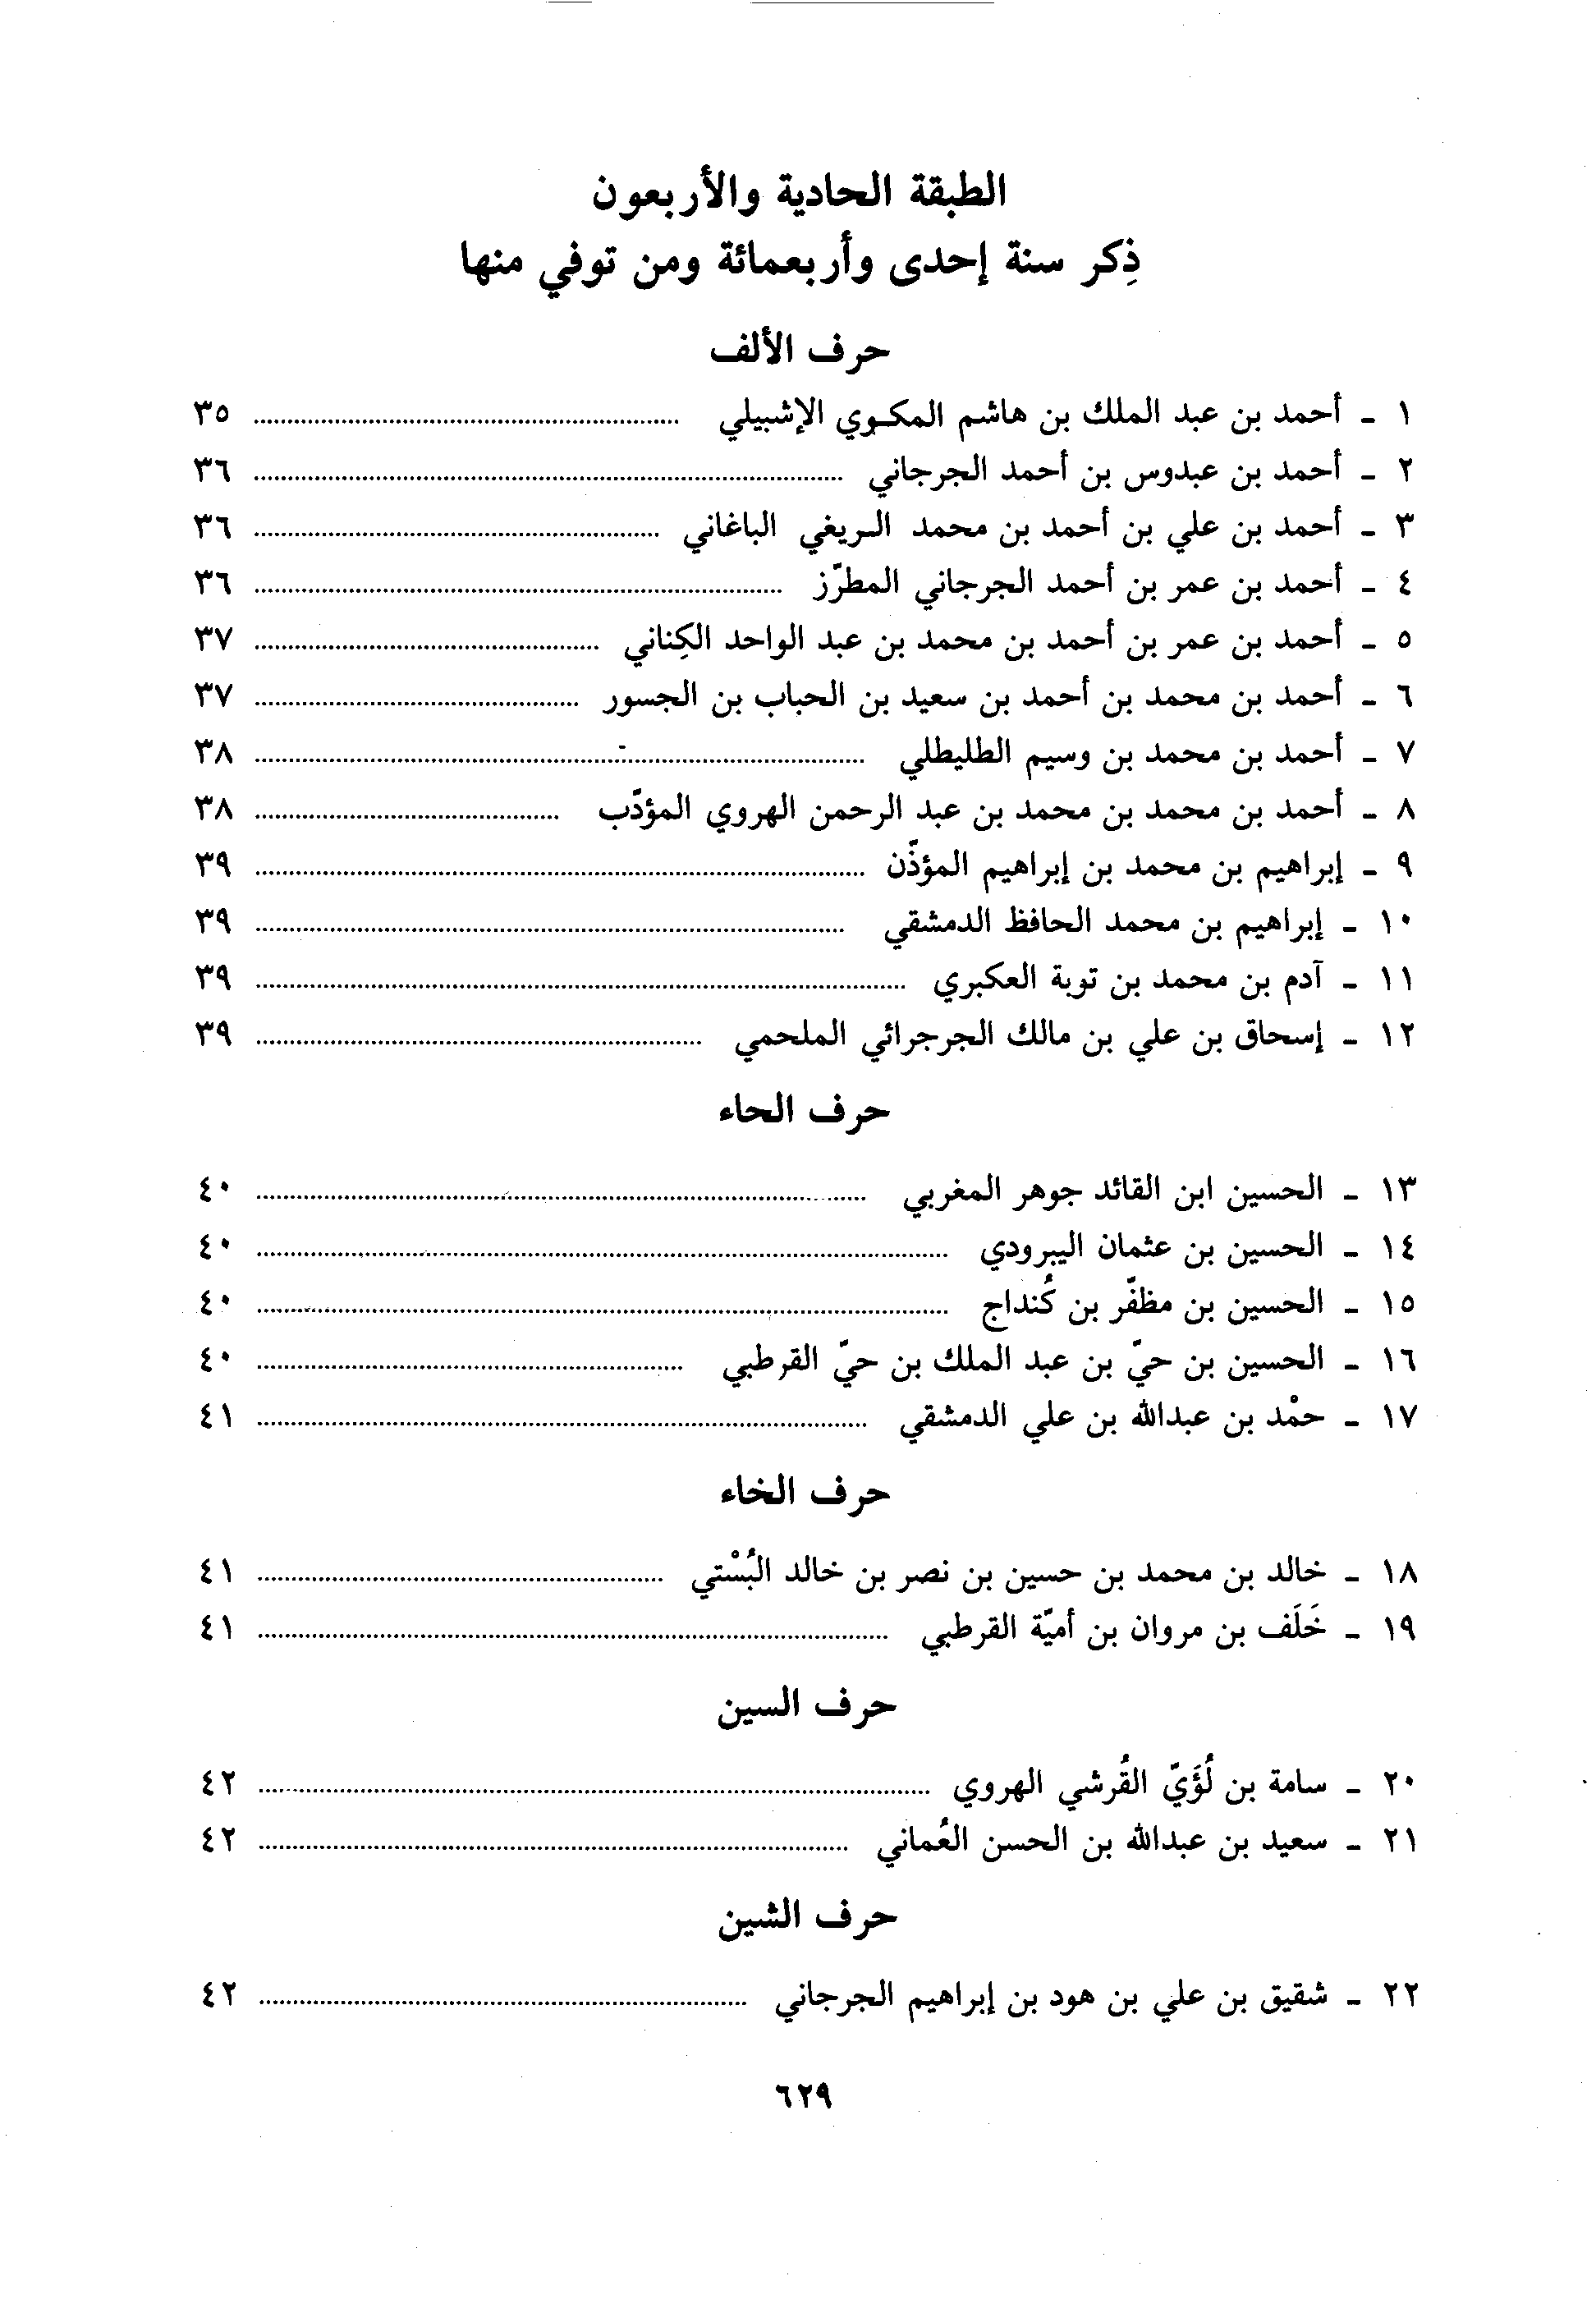 الطبقة الحادية والأربعون
ذِكر سنة إحدى وأربعمائة ومن توفي منها
حرف الألف
١ - أحمد بن عبد الملك بن هاشم المكوي الإشبيلي ........ ٣٥
٢ - أحمد بن عبدوس بن أحمد الجرجاني ........ ٣٦
٣ - أحمد بن علي بن أحمد بن محمد الريغي الباغاني ........ ٣٦
٤ - أحمد بن عمر بن أحمد الجرجاني المطرّز ........ ٣٦
٥ - أحمد بن عمر بن أحمد بن محمد بن عبد الواحد الكِناني ........ ٣٧
٦ - أحمد بن محمد بن أحمد بن سعيد بن الحباب بن الجسور ........ ٣٧
٧ - أحمد بن محمد بن وسيم الطليطلي ........ ٣٨
٨ - أحمد بن محمد بن محمد بن عبد الرحمن الهروي المؤدّب ........ ٣٨
٩ - إبراهيم بن محمد بن إبراهيم المؤذّن ........ ٣٩
١٠ - إبراهيم بن محمد الحافظ الدمشقي ........ ٣٩
١١ - آدم بن محمد بن توبة العكبري ........ ٣٩
١٢ - إسحاق بن علي بن مالك الجرجرائي الملحمي ........ ٣٩
حرف الحاء
١٣ - الحسين ابن القائد جوهر المغربي ........ ٤٠
١٤ - الحسين بن عثمان اليبرودي ........ ٤٠
١٥ - الحسين بن مظفّر بن كُنداج ........ ٤٠
١٦ - الحسين بن حيّ بن عبد الملك بن حيّ القرطبي ........ ٤٠
١٧ - حمْد بن عبدالله بن علي الدمشقي ........ ٤١
حرف الخاء
١٨ - خالد بن محمد بن حسين بن نصر بن خالد البُسْتي ........ ٤١
١٩ - خَلَف بن مروان بن أميّة القرطبي ........ ٤١
حرف السين
٢٠ - سامة بن لُؤَيّ القُرشي الهروي ........ ٤٢
٢١ - سعيد بن عبدالله بن الحسن العُماني ........ ٤٢
حرف الشين
٢٢ - شقيق بن علي بن هود بن إبراهيم الجرجاني ........ ٤٢
٦٢٩